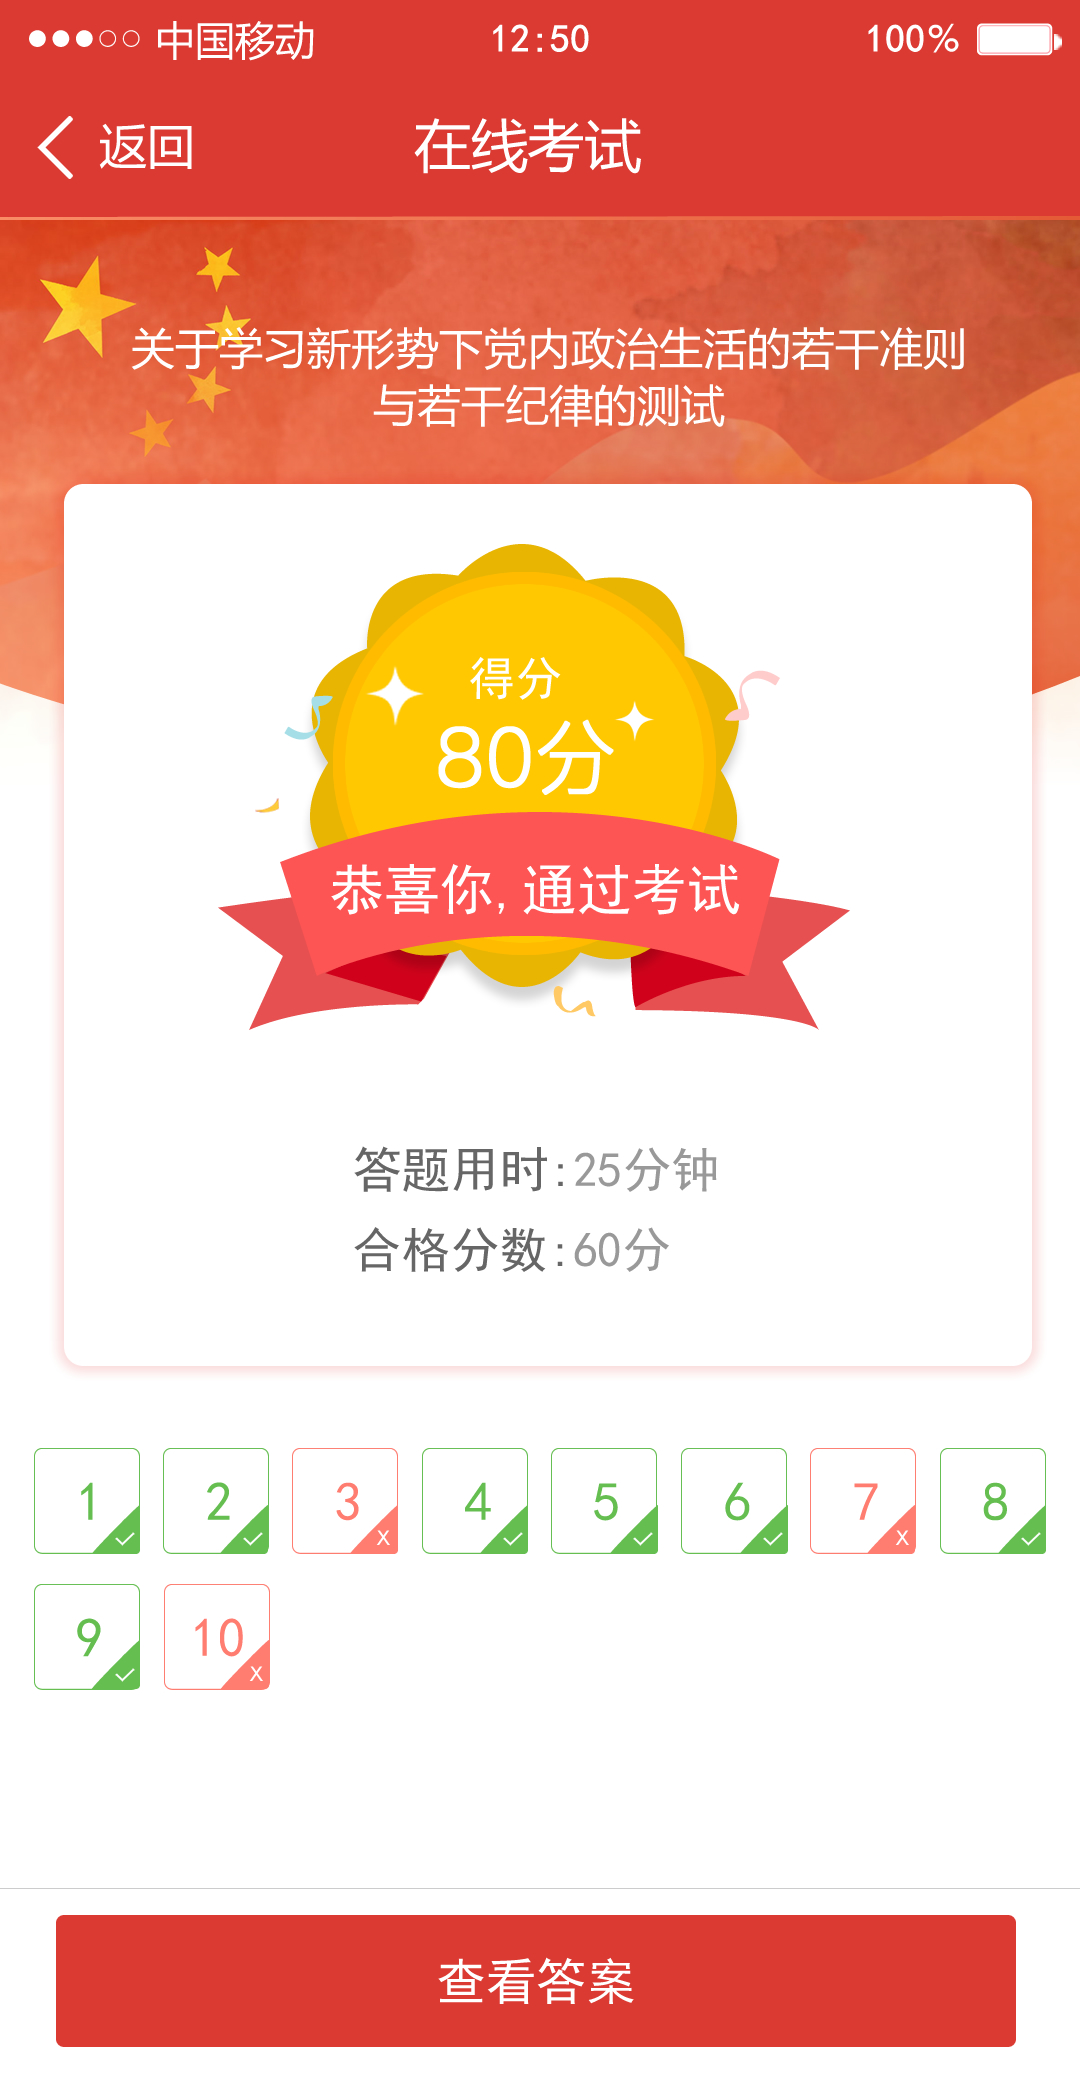 中国移动 12:50 100%
返回 在线考试
关于学习新形势下党内政治生活的若干准则
与若干纪律的测试
得分
80分
恭喜你,通过考试
答题用时:25分钟
合格分数:60分
1 2 3 X 4 5 6 7 X 8
9 10 X
查看答案